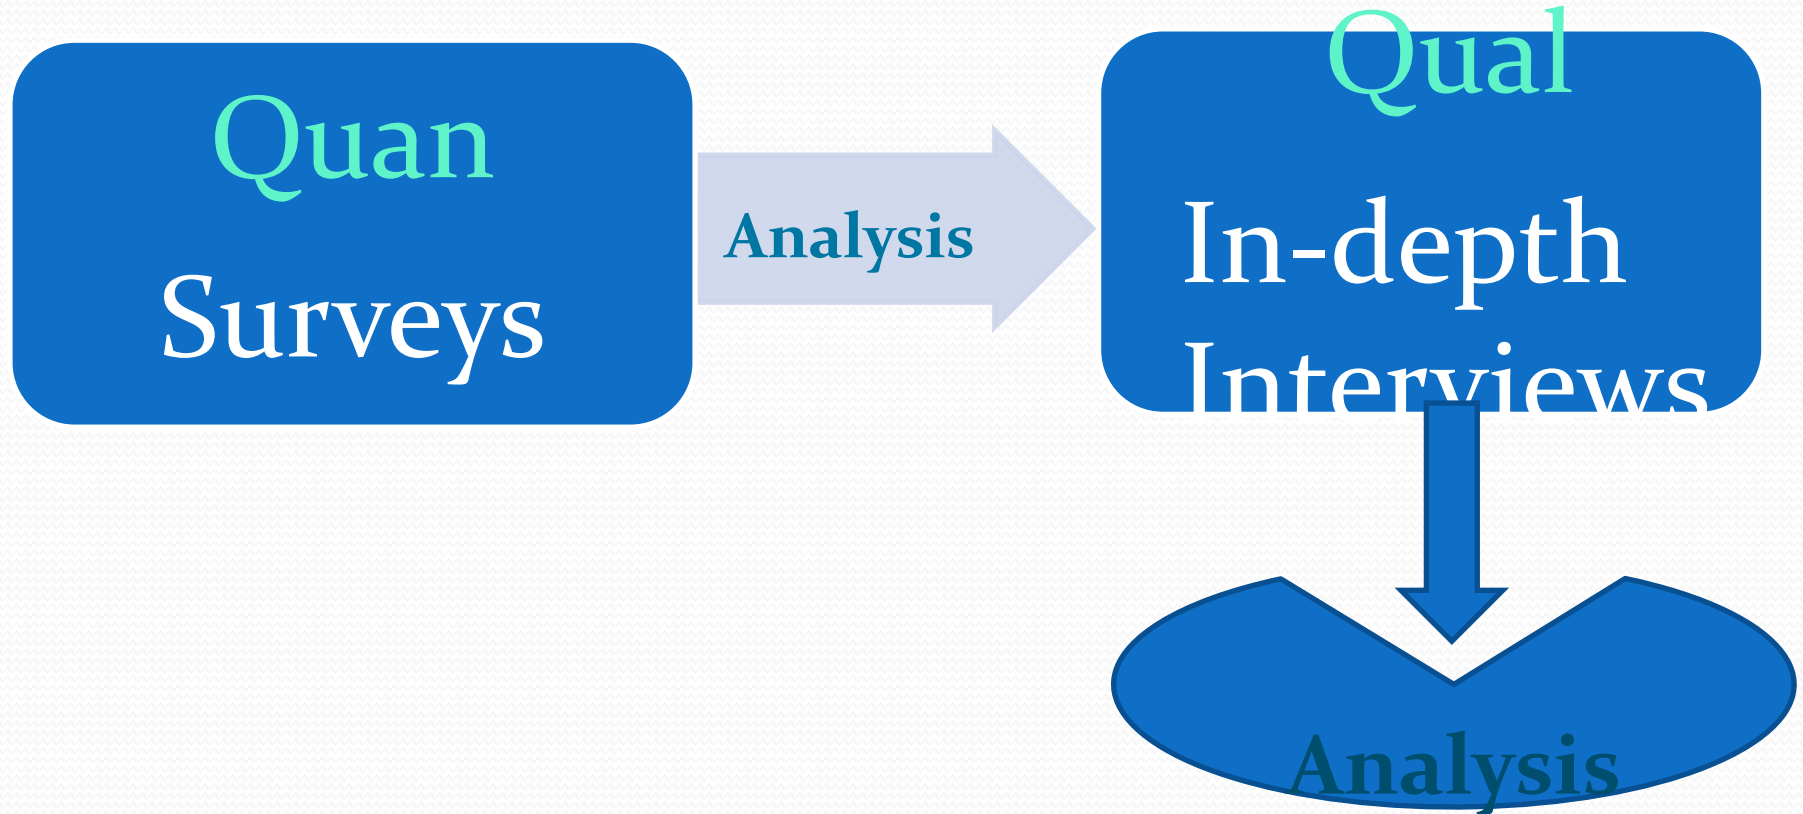 Quan
Surveys
Analysis
Qual
In-depth
Interviews
Analysis